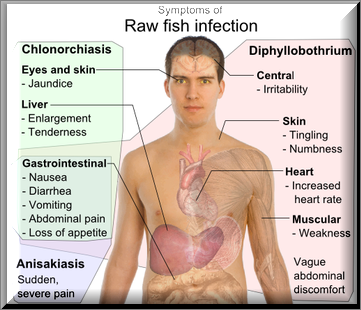 Symptoms of
Raw fish infection
Chlonorchiasis
Eyes and skin
- Jaundice
Liver
- Enlargement
- Tenderness
Gastrointestinal
- Nausea
- Diarrhea
- Vomiting
- Abdominal pain
- Loss of appetite
Anisakiasis
Sudden,
severe pain
Diphyllobothrium
Central
- Irritability
Skin
- Tingling
- Numbness
Heart
- Increased
heart rate
Muscular
- Weakness
Vague
abdominal
discomfort